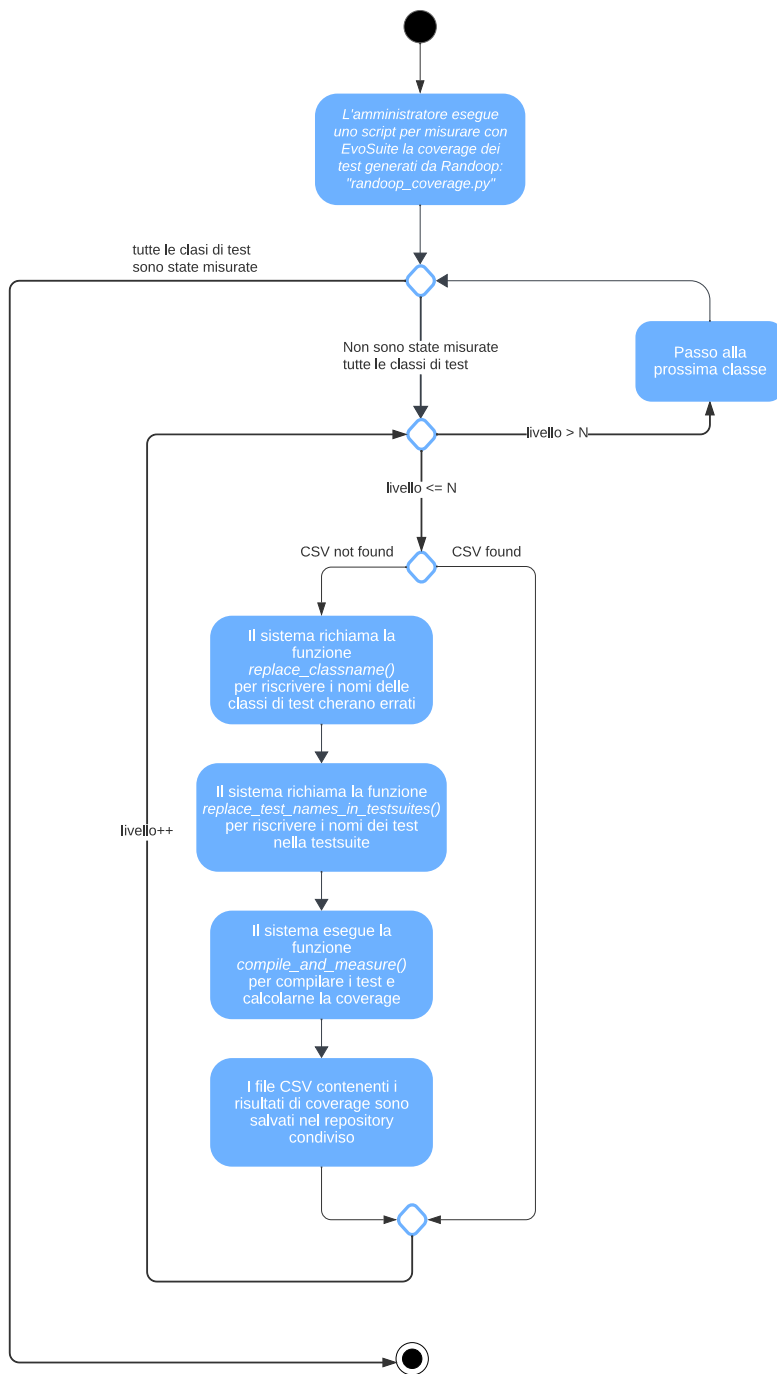 L'amministratore esegue
uno script per misurare con
EvoSuite la coverage dei
test generati da Randoop:
"randoop_coverage.py"
tutte le clasi di test
sono state misurate
Non sono state misurate
tutte le classi di test
Passo alla
prossima classe
livello > N
livello <= N
CSV not found
CSV found
Il sistema richiama la
funzione
replace_classname()
per riscrivere i nomi delle
classi di test cherano errati
Il sistema richiama la funzione
replace_test_names_in_testsuites()
per riscrivere i nomi dei test
nella testsuite
livello++
Il sistema esegue la
funzione
compile_and_measure()
per compilare i test e
calcolarne la coverage
I file CSV contenenti i
risultati di coverage sono
salvati nel repository
condiviso